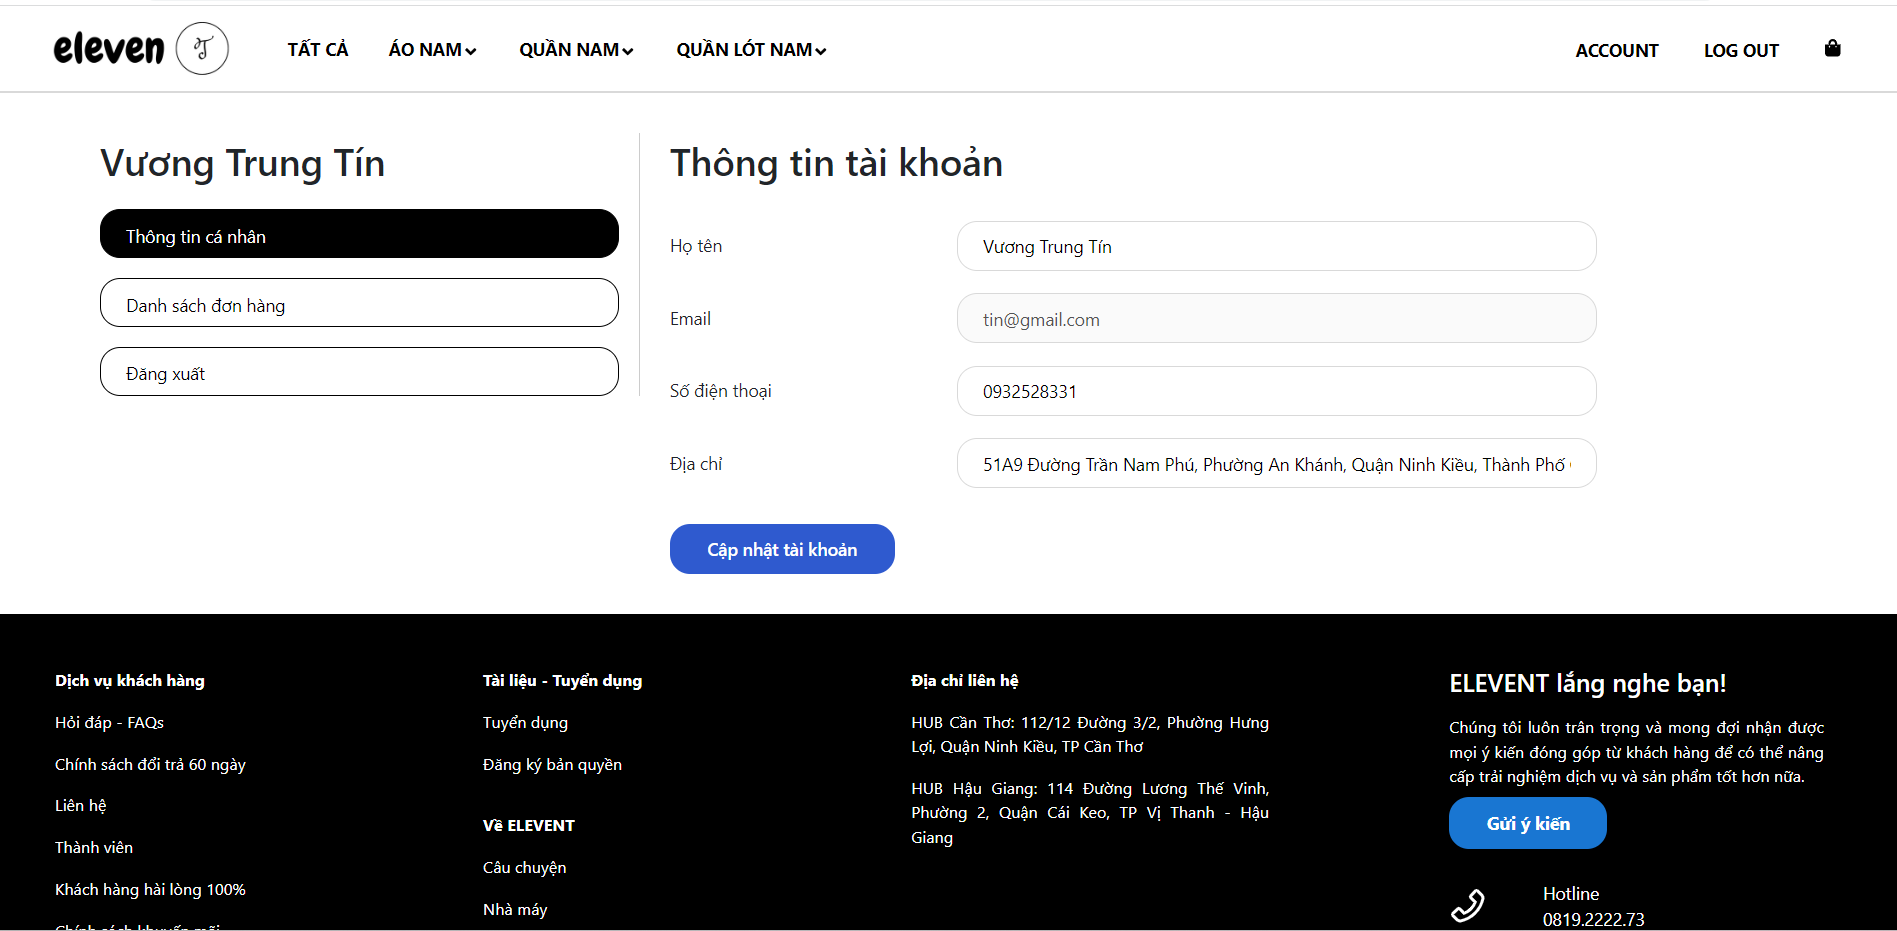 eleven T
TẤT CẢ
ÁO NAM
QUẦN NAM
QUẦN LÓT NAM
ACCOUNT
LOG OUT
Vương Trung Tín
Thông tin cá nhân
Danh sách đơn hàng
Đăng xuất
Thông tin tài khoản
Họ tên
Vương Trung Tín
Email
tin@gmail.com
Số điện thoại
0932528331
Địa chỉ
51A9 Đường Trần Nam Phú, Phường An Khánh, Quận Ninh Kiều, Thành Phố
Cập nhật tài khoản
Dịch vụ khách hàng
Hỏi đáp - FAQs
Chính sách đổi trả 60 ngày
Liên hệ
Thành viên
Khách hàng hài lòng 100%
Chính sách khuyến mãi
Tài liệu - Tuyển dụng
Tuyển dụng
Đăng ký bản quyền
Về ELEVENT
Câu chuyện
Nhà máy
Địa chỉ liên hệ
HUB Cần Thơ: 112/12 Đường 3/2, Phường Hưng
Lợi, Quận Ninh Kiều, TP Cần Thơ
HUB Hậu Giang: 114 Đường Lương Thế Vinh,
Phường 2, Quận Cái Keo, TP Vị Thanh - Hậu
Giang
ELEVENT lắng nghe bạn!
Chúng tôi luôn trân trọng và mong đợi nhận được
mọi ý kiến đóng góp từ khách hàng để có thể nâng
cấp trải nghiệm dịch vụ và sản phẩm tốt hơn nữa.
Gửi ý kiến
Hotline
0819.2222.73